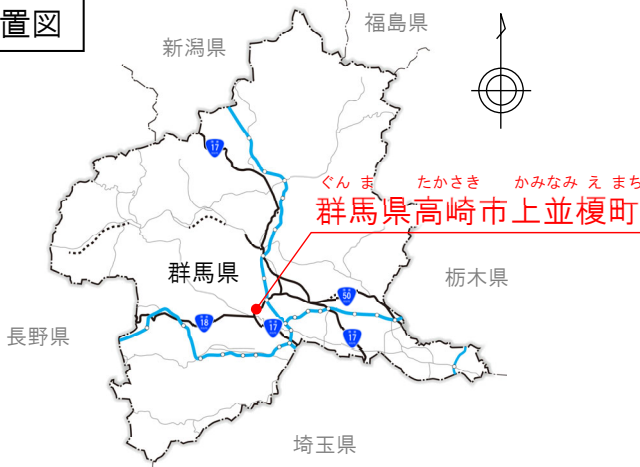 置図
福島県
新潟県
17
ぐんま たかさき かみなみえまち
群馬県高崎市上並榎町
群馬県
栃木県
50
18
17
17
長野県
埼玉県